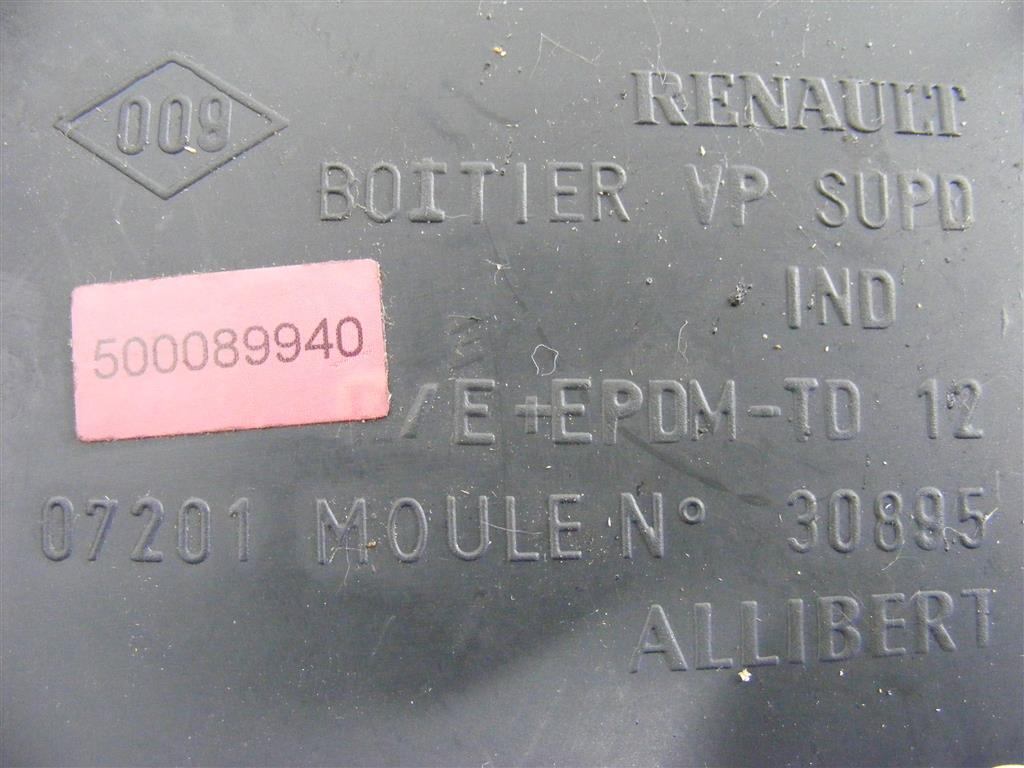 009
RENAULT
BOITIER VP SUPD
IND
500089940
/E+EPDM-TD 12
07201 MOULE N° 30895
ALLIBERT